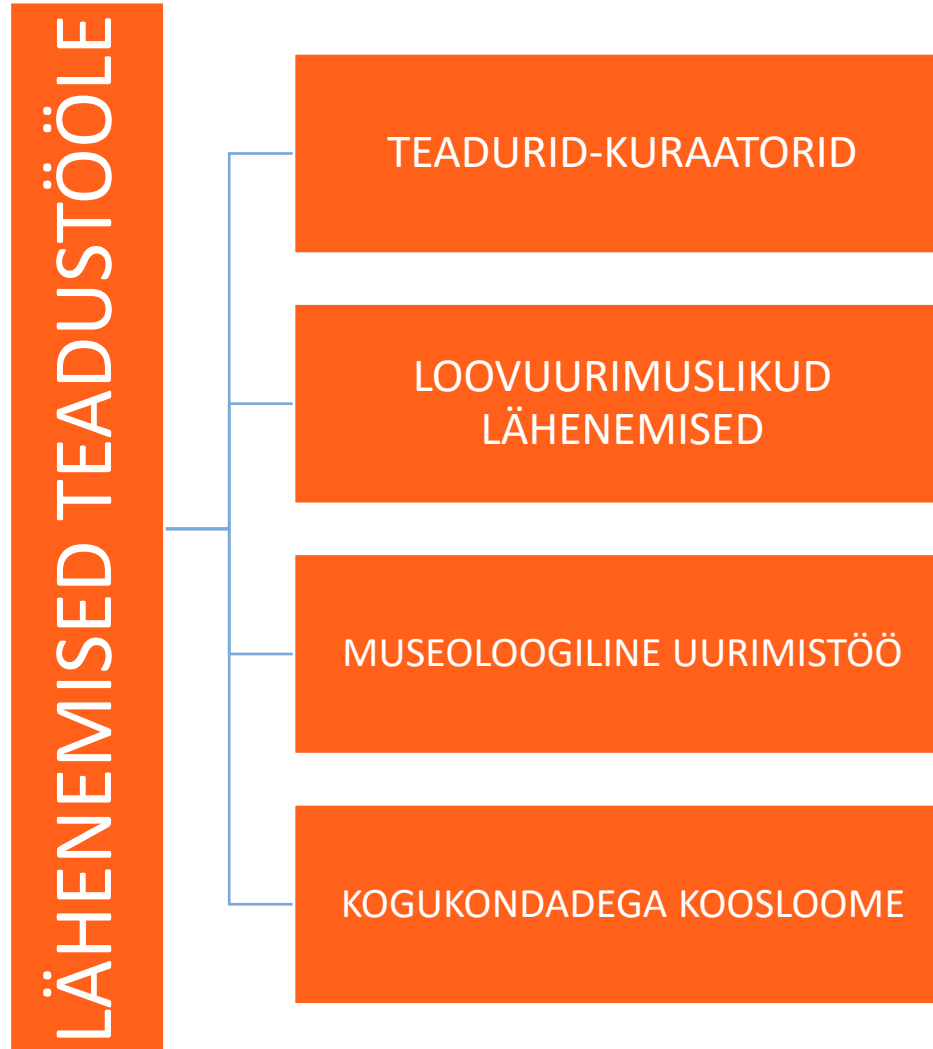 LÄHENEMISED TEADUSTÖÖLE
TEADURID-KURAATORID
LOOVUURIMUSLIKUD
LÄHENEMISED
MUSEOLOOGILINE UURIMISTÖÖ
KOGUKONDADEGA KOOSLOOME